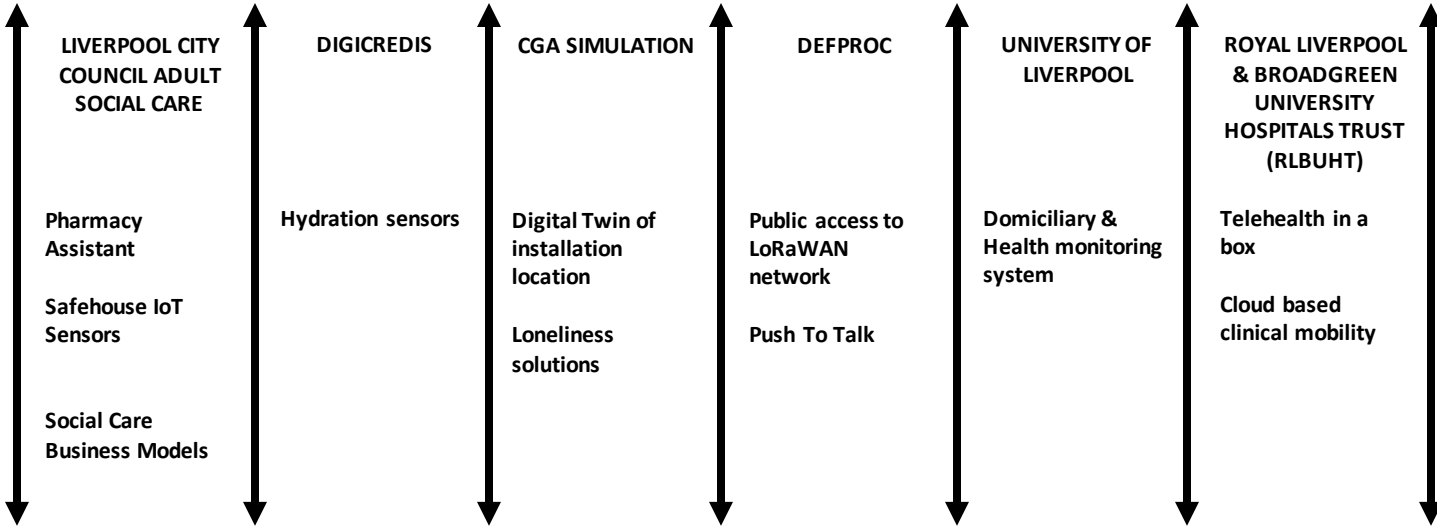 LIVERPOOL CITY
COUNCIL ADULT
SOCIAL CARE
Pharmacy
Assistant
Safehouse IoT
Sensors
Social Care
Business Models
DIGICREDIS
Hydration sensors
CGA SIMULATION
Digital Twin of
installation
location
Loneliness
solutions
DEFPROC
Public access to
LoRaWAN
network
Push To Talk
UNIVERSITY OF
LIVERPOOL
Domiciliary &
Health monitoring
system
ROYAL LIVERPOOL
& BROADGREEN
UNIVERSITY
HOSPITALS TRUST
(RLBUHT)
Telehealth in a
box
Cloud based
clinical mobility